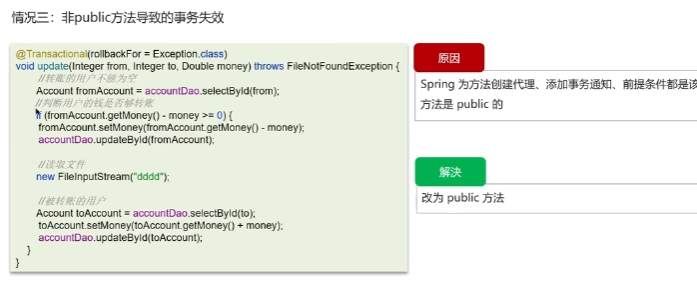 情况三：非public方法导致的事务失效
@Transactional(rollbackFor = Exception.class)
void update(Integer from, Integer to, Double money) throws FileNotFoundException {
//转账的用户不能为空
Account fromAccount = accountDao.selectById(from);
//判断用户的钱是否够转账
if (fromAccount.getMoney() - money >= 0) {
fromAccount.setMoney(fromAccount.getMoney() - money);
accountDao.updateById(fromAccount);
//读取文件
new FileInputStream("dddd");
//被转账的用户
Account toAccount = accountDao.selectById(to);
toAccount.setMoney(toAccount.getMoney() + money);
accountDao.updateById(toAccount);
}
}
原因
Spring 为方法创建代理、添加事务通知、前提条件都是该
方法是 public 的
解决
改为 public 方法